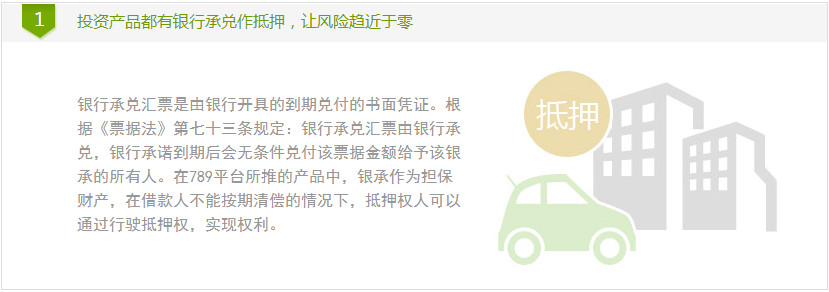 1
投资产品都有银行承兑作抵押，让风险趋近于零
银行承兑汇票是由银行开具的到期兑付的书面凭证。根
据《票据法》第七十三条规定：银行承兑汇票由银行承
兑，银行承诺到期后会无条件兑付该票据金额给予该银
承的所有人。在789平台所推的产品中，银承作为担保
财产，在借款人不能按期清偿的情况下，抵押权人可以
通过行驶抵押权，实现权利。
抵押